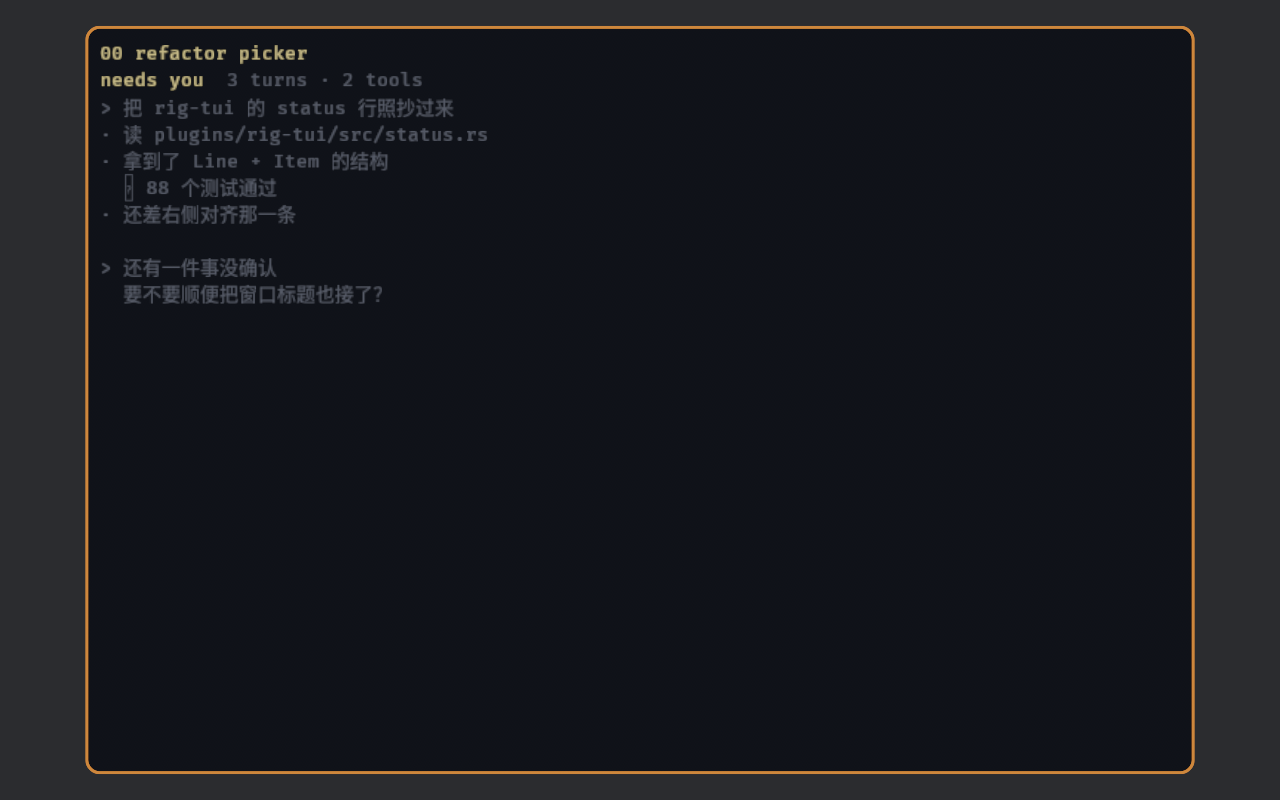 00 refactor picker
needs you  3 turns · 2 tools
> 把 rig-tui 的 status 行照抄过来
· 读 plugins/rig-tui/src/status.rs
· 拿到了 Line + Item 的结构
88 个测试通过
· 还差右侧对齐那一条
> 还有一件事没确认
要不要顺便把窗口标题也接了?